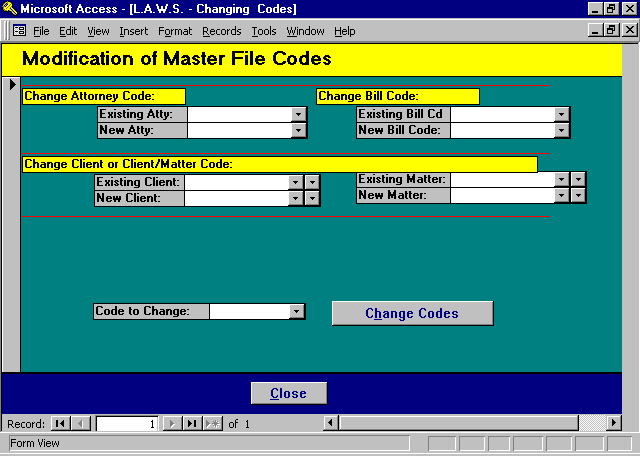 Microsoft Access - [L.A.W.S. - Changing  Codes]
File Edit View Insert Format Records Tools Window Help
Modification of Master File Codes
Change Attorney Code:
Change Bill Code:
Existing Atty:
Existing Bill Cd
New Atty:
New Bill Code:
Change Client or Client/Matter Code:
Existing Client:
Existing Matter:
New Client:
New Matter:
Code to Change:
Change Codes
Close
Record: 1 of 1
Form View